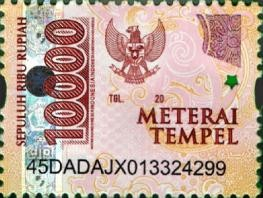 SEPULUH RIBU RUPIAH
10000
TGL. 20
METERAI
TEMPEL
45DADAJX013324299